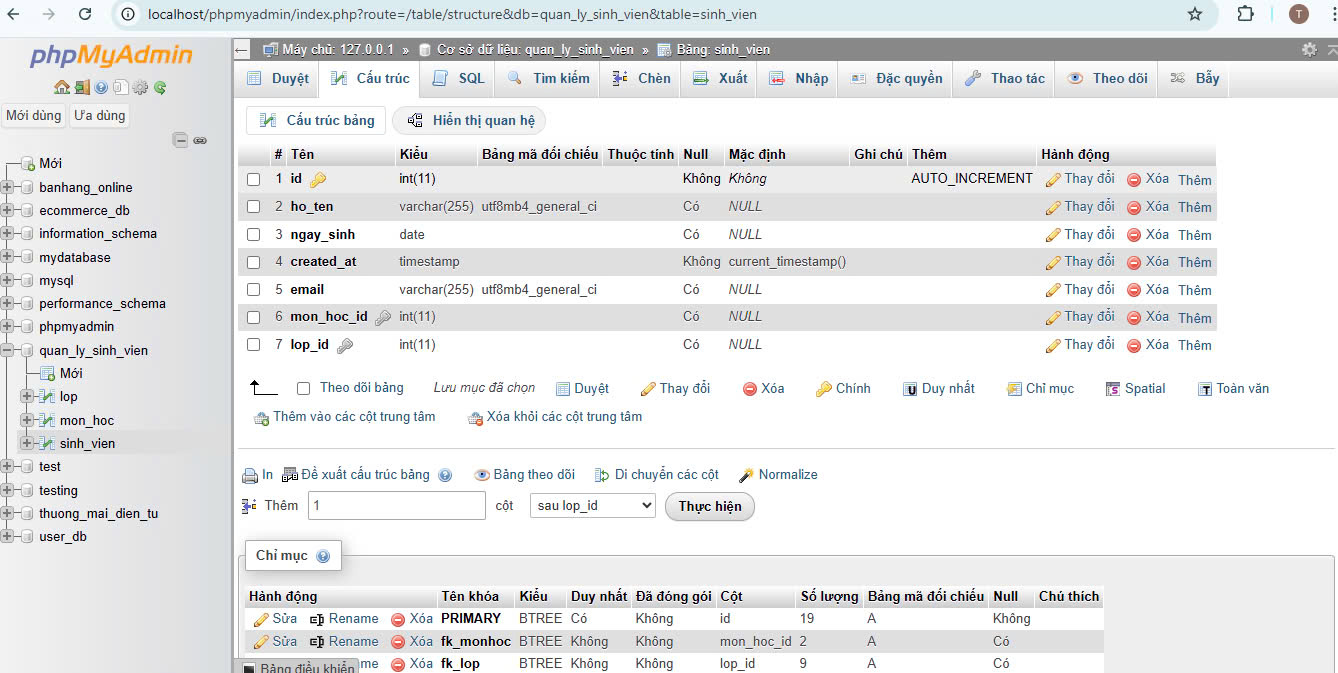 localhost/phpmyadmin/index.php?route=/table/structure&db=quan_ly_sinh_vien&table=sinh_vien
T
phpMyAdmin
Mới dùng Ưa dùng
Mới
banhang_online
ecommerce_db
information_schema
mydatabase
mysql
performance_schema
phpmyadmin
quan_ly_sinh_vien
Mới
lop
mon_hoc
sinh_vien
test
testing
thuong_mai_dien_tu
user_db
Máy chủ: 127.0.0.1 » Cơ sở dữ liệu: quan_ly_sinh_vien » Bảng: sinh_vien
Duyệt Cấu trúc SQL Tìm kiếm Chèn Xuất Nhập Đặc quyền Thao tác Theo dõi Bẫy
Cấu trúc bảng Hiển thị quan hệ
# Tên Kiểu Bảng mã đối chiếu Thuộc tính Null Mặc định Ghi chú Thêm Hành động
1 id int(11) Không Không AUTO_INCREMENT Thay đổi Xóa Thêm
2 ho_ten varchar(255) utf8mb4_general_ci Có NULL Thay đổi Xóa Thêm
3 ngay_sinh date Có NULL Thay đổi Xóa Thêm
4 created_at timestamp Không current_timestamp() Thay đổi Xóa Thêm
5 email varchar(255) utf8mb4_general_ci Có NULL Thay đổi Xóa Thêm
6 mon_hoc_id int(11) Có NULL Thay đổi Xóa Thêm
7 lop_id int(11) Có NULL Thay đổi Xóa Thêm
Theo dõi bảng Lưu mục đã chọn Duyệt Thay đổi Xóa Chính U Duy nhất Chỉ mục S Spatial T Toàn văn
Thêm vào các cột trung tâm Xóa khỏi các cột trung tâm
In Đề xuất cấu trúc bảng Bảng theo dõi Di chuyển các cột Normalize
Thêm 1 cột sau lop_id Thực hiện
Chỉ mục
Hành động Tên khóa Kiểu Duy nhất Đã đóng gói Cột Số lượng Bảng mã đối chiếu Null Chú thích
Sửa Rename Xóa PRIMARY BTREE Có Không id 19 A Không
Sửa Rename Xóa fk_monhoc BTREE Không Không mon_hoc_id 2 A Có
me Xóa fk_lop BTREE Không Không lop_id 9 A Có
Bảng điều khiển